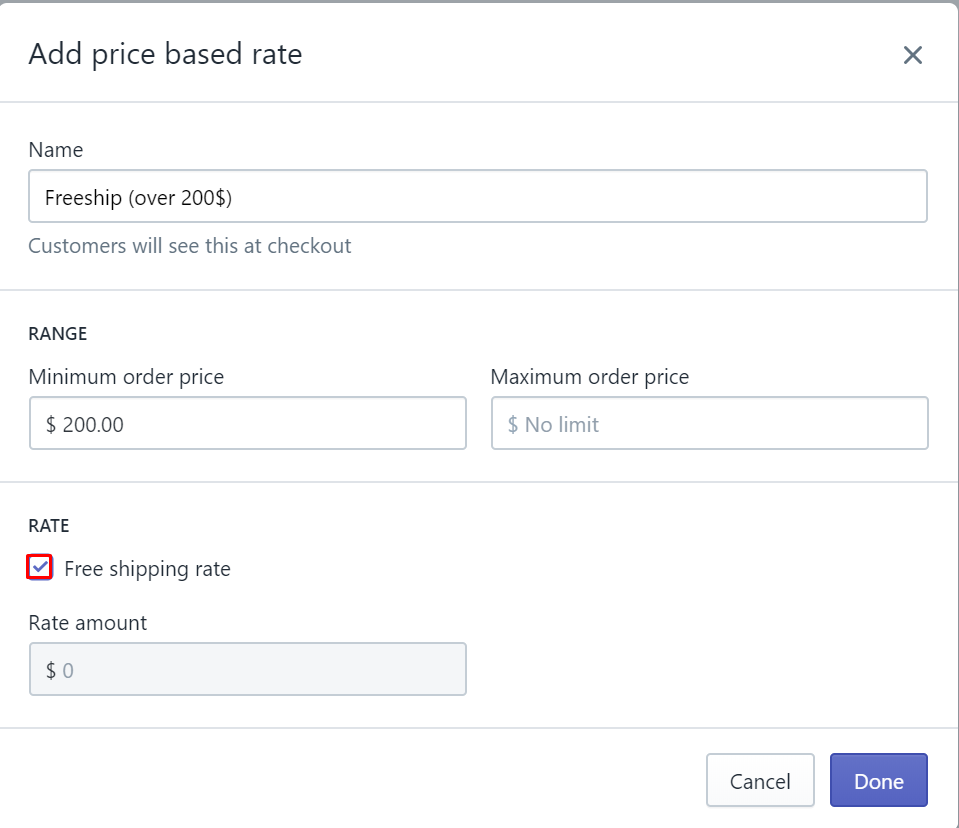 Add price based rate
Name
Freeship (over 200$)
Customers will see this at checkout
RANGE
Minimum order price
Maximum order price
$ 200.00
$ No limit
RATE
Free shipping rate
Rate amount
$ 0
Cancel
Done